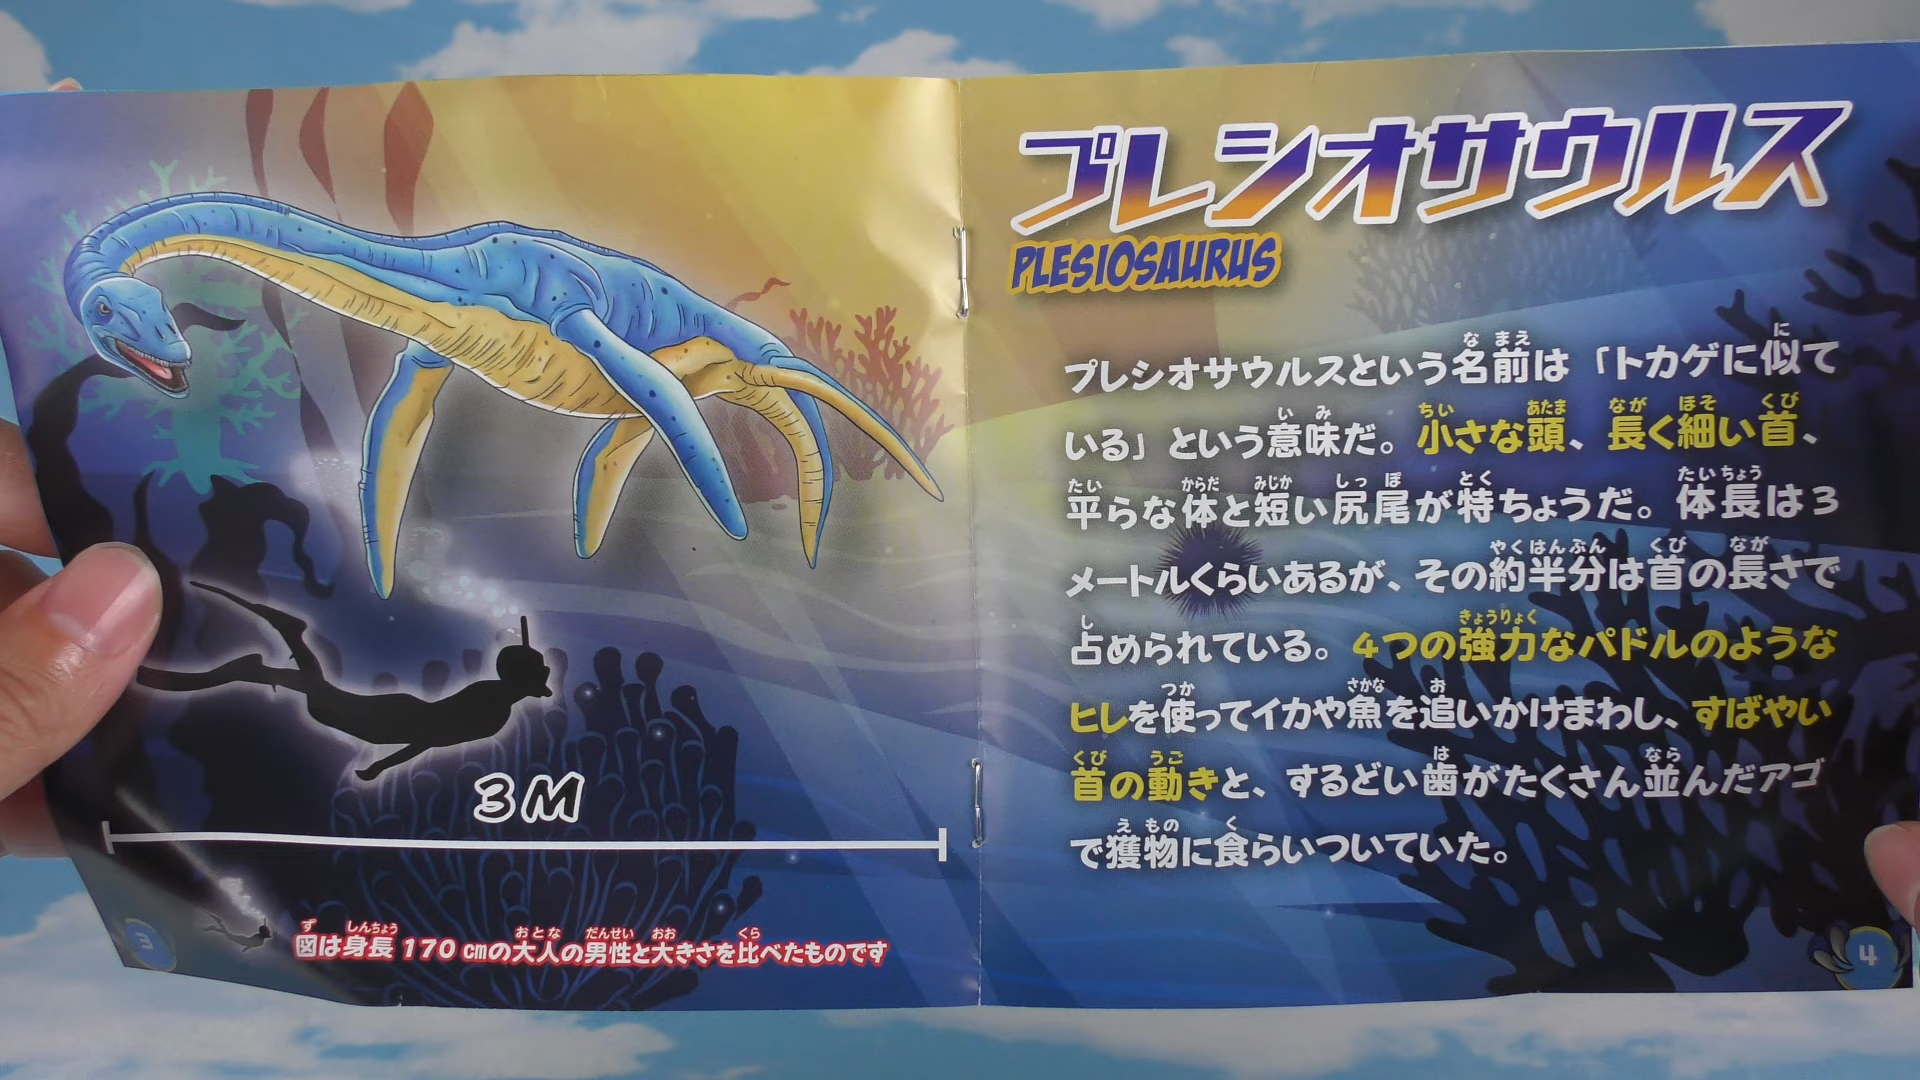 3M
図は身長170cmの大人の男性と大きさを比べたものです
3
プレシオサウルス
PLESIOSAURUS
プレシオサウルスという名前は「トカゲに似て
いる」という意味だ。小さな頭、長く細い首、
平らな体と短い尻尾が特ちょうだ。体長は3
メートルくらいあるが、その約半分は首の長さで
占められている。4つの強力なパドルのような
ヒレを使ってイカや魚を追いかけまわし、すばやい
首の動きと、するどい歯がたくさん並んだアゴ
で獲物に食らいついていた。
4